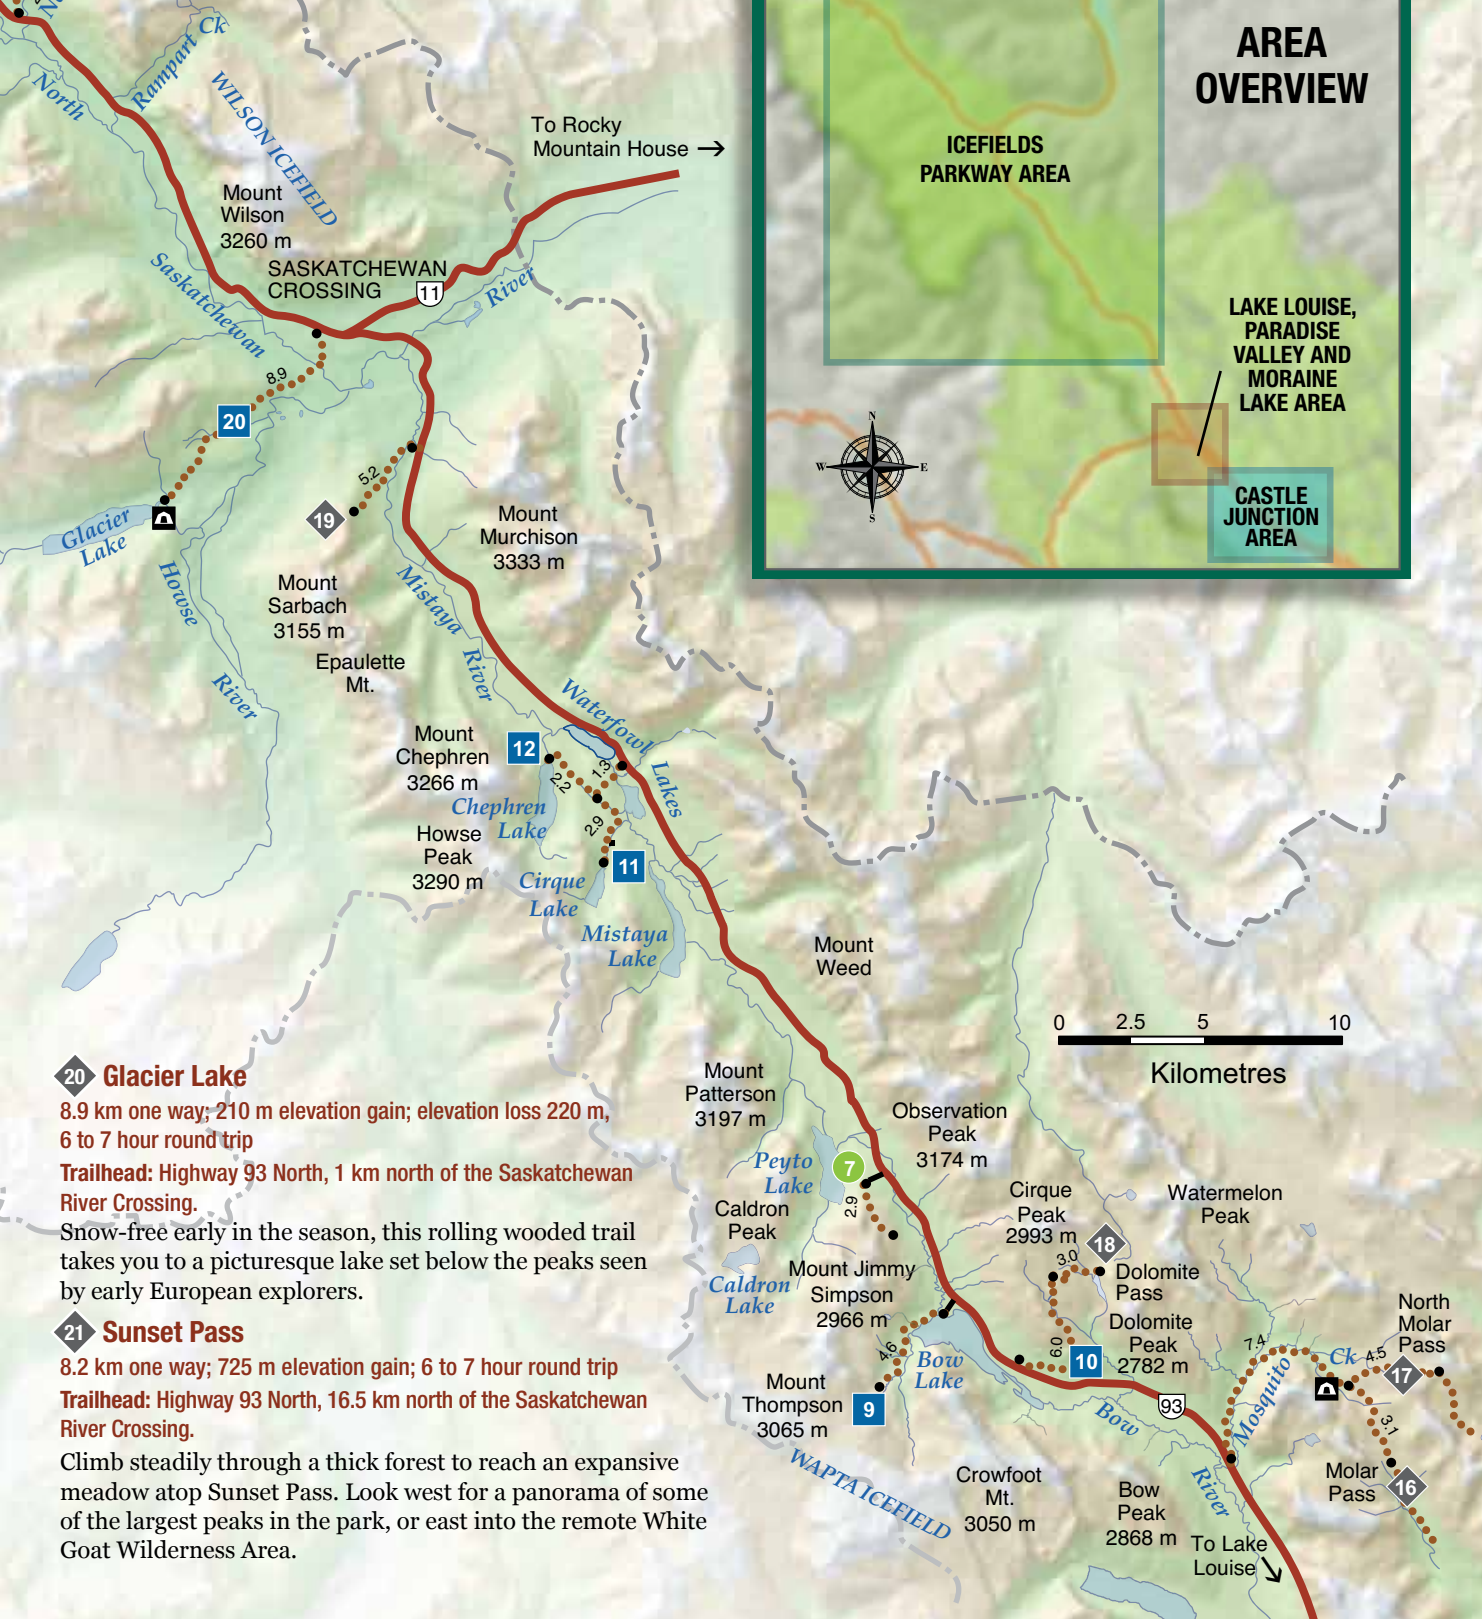 Ck
Rampart
North
WILSON ICEFIELD
To Rocky
Mountain House →
Mount
Wilson
3260 m
SASKATCHEWAN
CROSSING
11
River
Saskatchewan
8.9
20
5.2
19
Glacier
Lake
Howse
River
Mount
Sarbach
3155 m
Epaulette
Mt.
Mistaya
River
Mount
Murchison
3333 m
Waterfowl
Lakes
Mount
Chephren
3266 m
12
2.2
1.3
2.9
Chephren
Lake
Howse
Peak
3290 m
11
Cirque
Lake
Mistaya
Lake
Mount
Weed
AREA
OVERVIEW
ICEFIELDS
PARKWAY AREA
LAKE LOUISE,
PARADISE
VALLEY AND
MORAINE
LAKE AREA
CASTLE
JUNCTION
AREA
N
W
E
S
0 2.5 5 10
Kilometres
Mount
Patterson
3197 m
Observation
Peak
3174 m
Peyto
Lake
7
2.9
Caldron
Peak
Caldron
Lake
Mount Jimmy
Simpson
2966 m
Cirque
Peak
2993 m
18
3.0
Dolomite
Pass
Watermelon
Peak
Dolomite
Peak
2782 m
6.0
10
4.6
Bow
Lake
Mount
Thompson
3065 m
9
93
Bow
River
7.4
Mosquito
Ck
4.5
17
North
Molar
Pass
3.1
Molar
Pass
16
WAPTA ICEFIELD
Crowfoot
Mt.
3050 m
Bow
Peak
2868 m
To Lake
Louise
20 Glacier Lake
8.9 km one way; 210 m elevation gain; elevation loss 220 m,
6 to 7 hour round trip
Trailhead: Highway 93 North, 1 km north of the Saskatchewan
River Crossing.
Snow-free early in the season, this rolling wooded trail
takes you to a picturesque lake set below the peaks seen
by early European explorers.
21 Sunset Pass
8.2 km one way; 725 m elevation gain; 6 to 7 hour round trip
Trailhead: Highway 93 North, 16.5 km north of the Saskatchewan
River Crossing.
Climb steadily through a thick forest to reach an expansive
meadow atop Sunset Pass. Look west for a panorama of some
of the largest peaks in the park, or east into the remote White
Goat Wilderness Area.